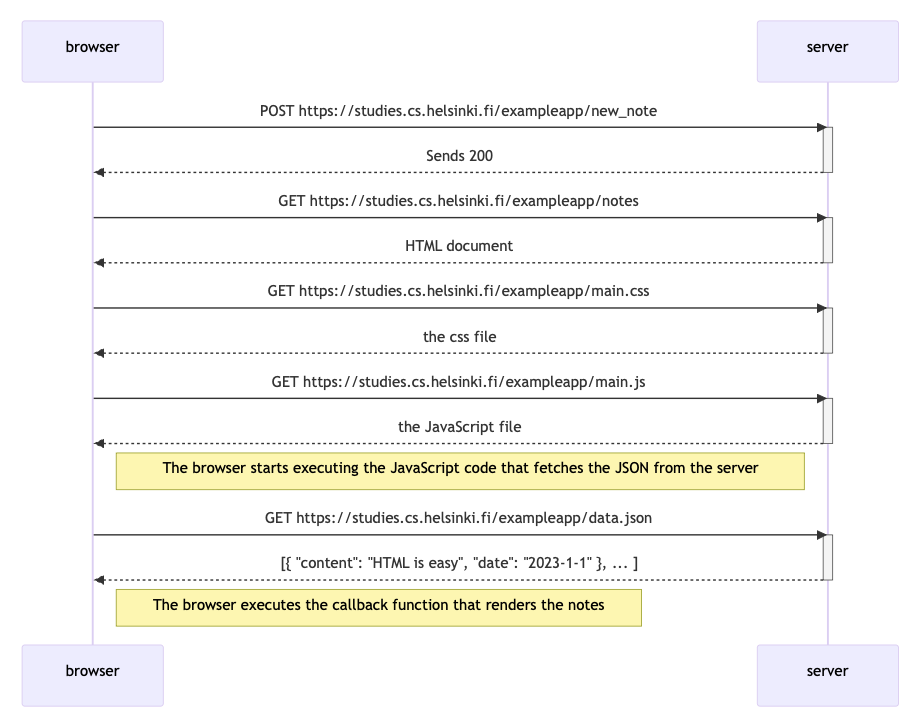 browser
server
POST https://studies.cs.helsinki.fi/exampleapp/new_note
Sends 200
GET https://studies.cs.helsinki.fi/exampleapp/notes
HTML document
GET https://studies.cs.helsinki.fi/exampleapp/main.css
the css file
GET https://studies.cs.helsinki.fi/exampleapp/main.js
the JavaScript file
The browser starts executing the JavaScript code that fetches the JSON from the server
GET https://studies.cs.helsinki.fi/exampleapp/data.json
[{ "content": "HTML is easy", "date": "2023-1-1" }, ... ]
The browser executes the callback function that renders the notes
browser
server